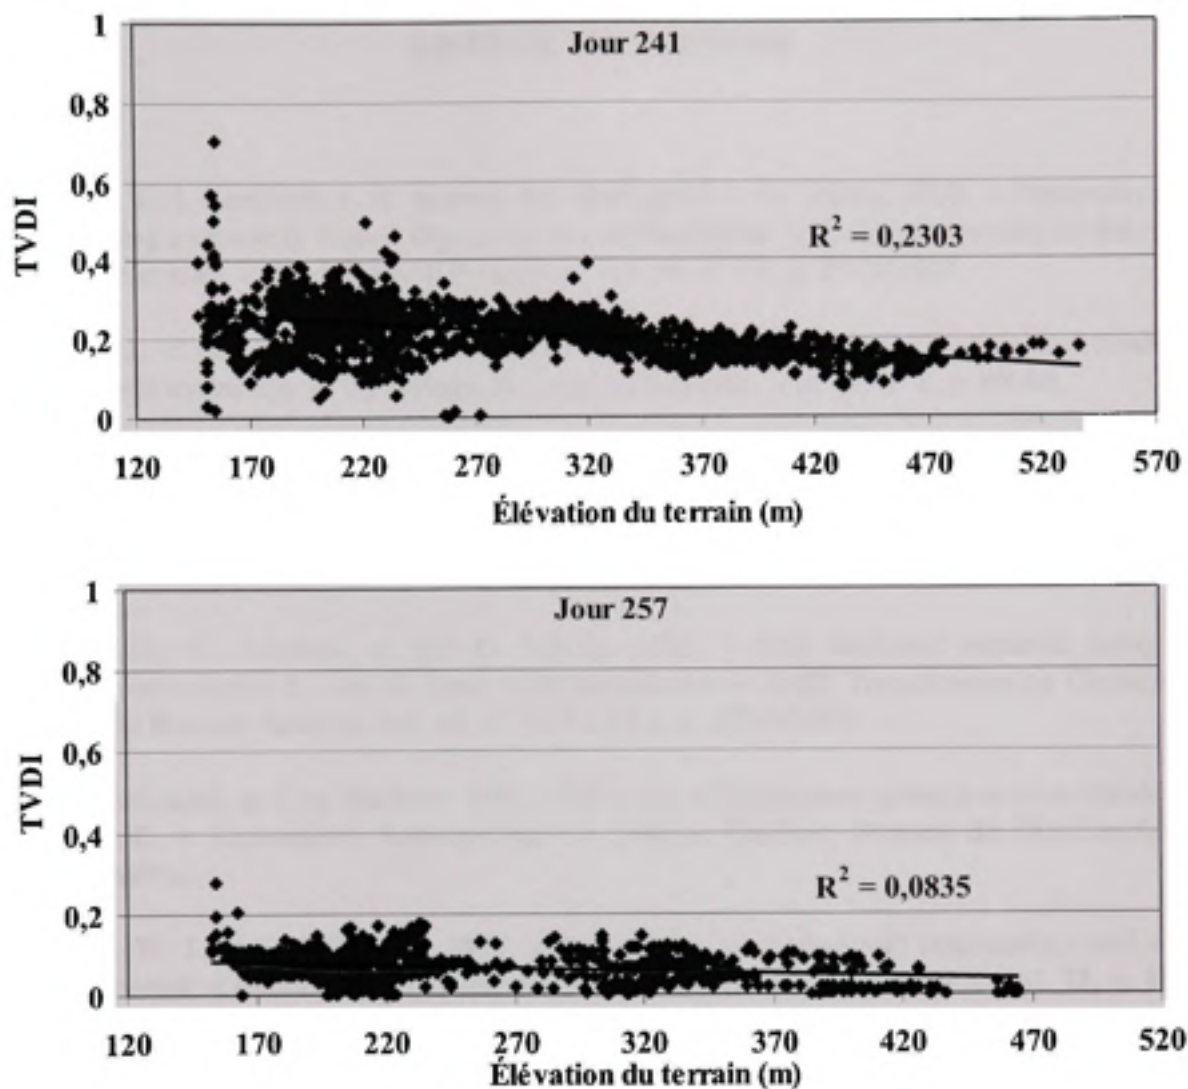 Jour 241
1
0,8
0,6
0,4
0,2
0
TVDI
R² = 0,2303
120 170 220 270 320 370 420 470 520 570
Élévation du terrain (m)
Jour 257
1
0,8
0,6
0,4
0,2
0
TVDI
R² = 0,0835
120 170 220 270 320 370 420 470 520
Élévation du terrain (m)